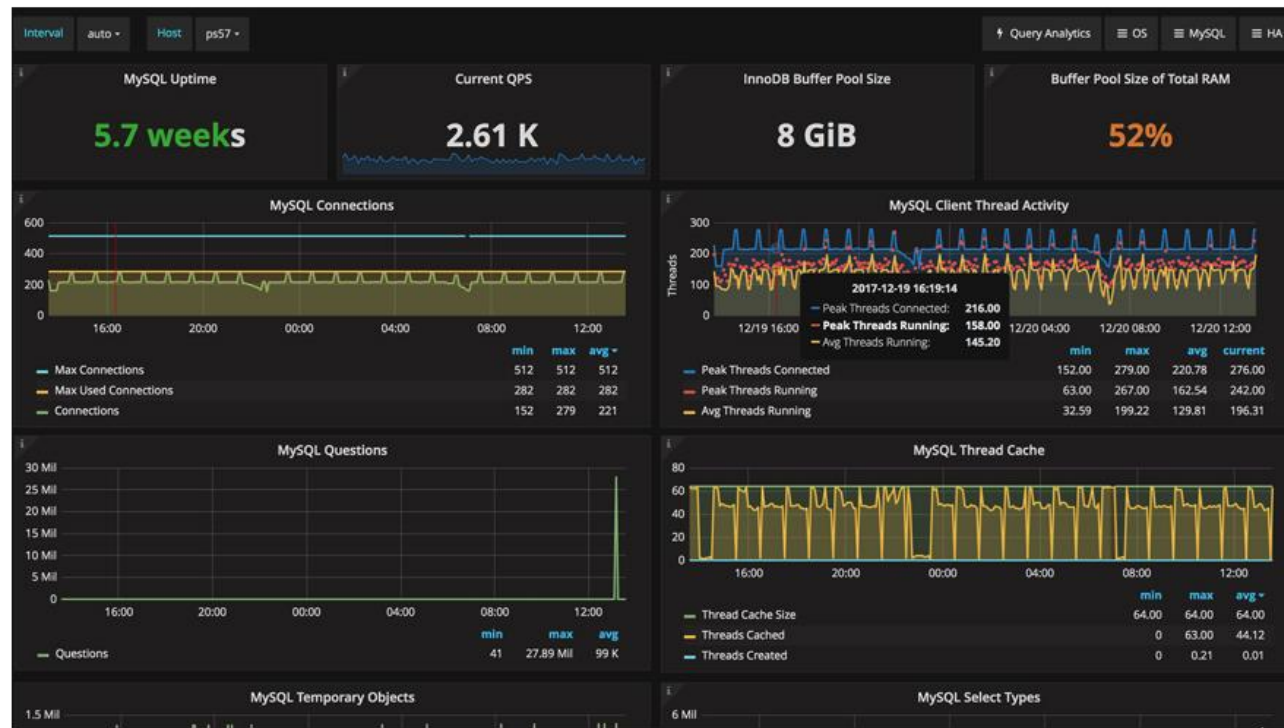 Interval auto Host ps57 Query Analytics OS MySQL HA
MySQL Uptime
5.7 weeks
Current QPS
2.61 K
InnoDB Buffer Pool Size
8 GiB
Buffer Pool Size of Total RAM
52%
MySQL Connections
600
400
200
0
16:00 20:00 00:00 04:00 08:00 12:00
min max avg
Max Connections 512 512 512
Max Used Connections 282 282 282
Connections 152 279 221
MySQL Client Thread Activity
Threads
300
200
100
0
12/19 16:00 12/20 04:00 12/20 08:00 12/20 12:00
2017-12-19 16:19:14
Peak Threads Connected: 216.00
Peak Threads Running: 158.00
Avg Threads Running: 145.20
min max avg current
Peak Threads Connected 152.00 279.00 220.78 276.00
Peak Threads Running 63.00 267.00 162.54 242.00
Avg Threads Running 32.59 199.22 129.81 196.31
MySQL Questions
30 Mil
25 Mil
20 Mil
15 Mil
10 Mil
5 Mil
0
16:00 20:00 00:00 04:00 08:00 12:00
min max avg
Questions 41 27.89 Mil 99 K
MySQL Thread Cache
80
60
40
20
0
16:00 20:00 00:00 04:00 08:00 12:00
min max avg
Thread Cache Size 64.00 64.00 64.00
Threads Cached 0 63.00 44.12
Threads Created 0 0.21 0.01
MySQL Temporary Objects
1.5 Mil
MySQL Select Types
6 Mil